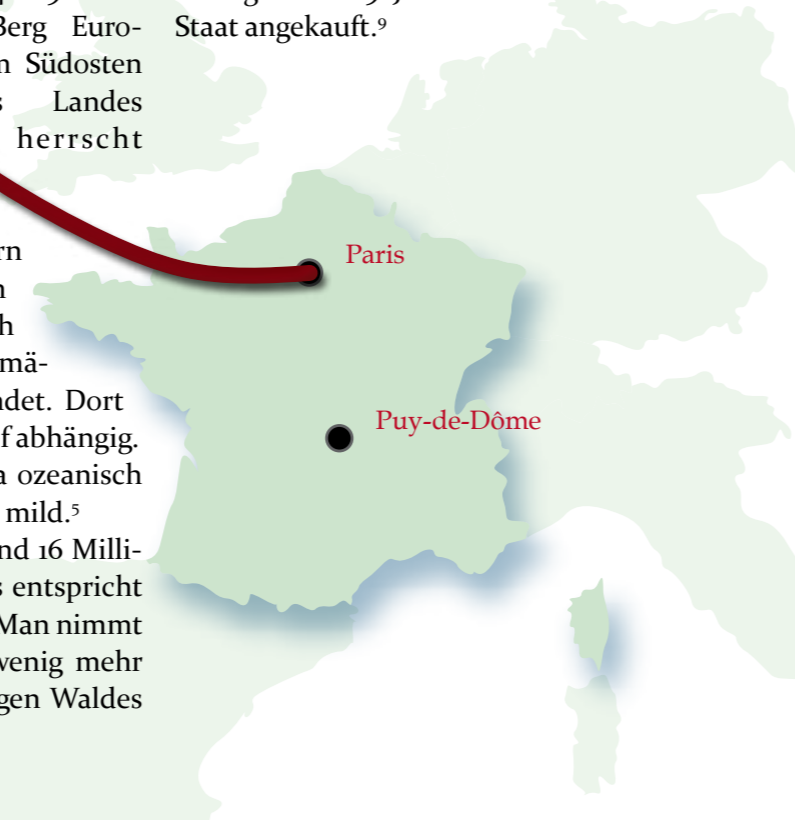 Berg Euro-
n Südosten
s Landes
herrscht
rn
n
h
mä-
ndet. Dort
f abhängig.
a ozeanisch
mild.⁵
nd 16 Milli-
s entspricht
Man nimmt
wenig mehr
gen Waldes
Staat angekauft.⁹
Paris
Puy-de-Dôme